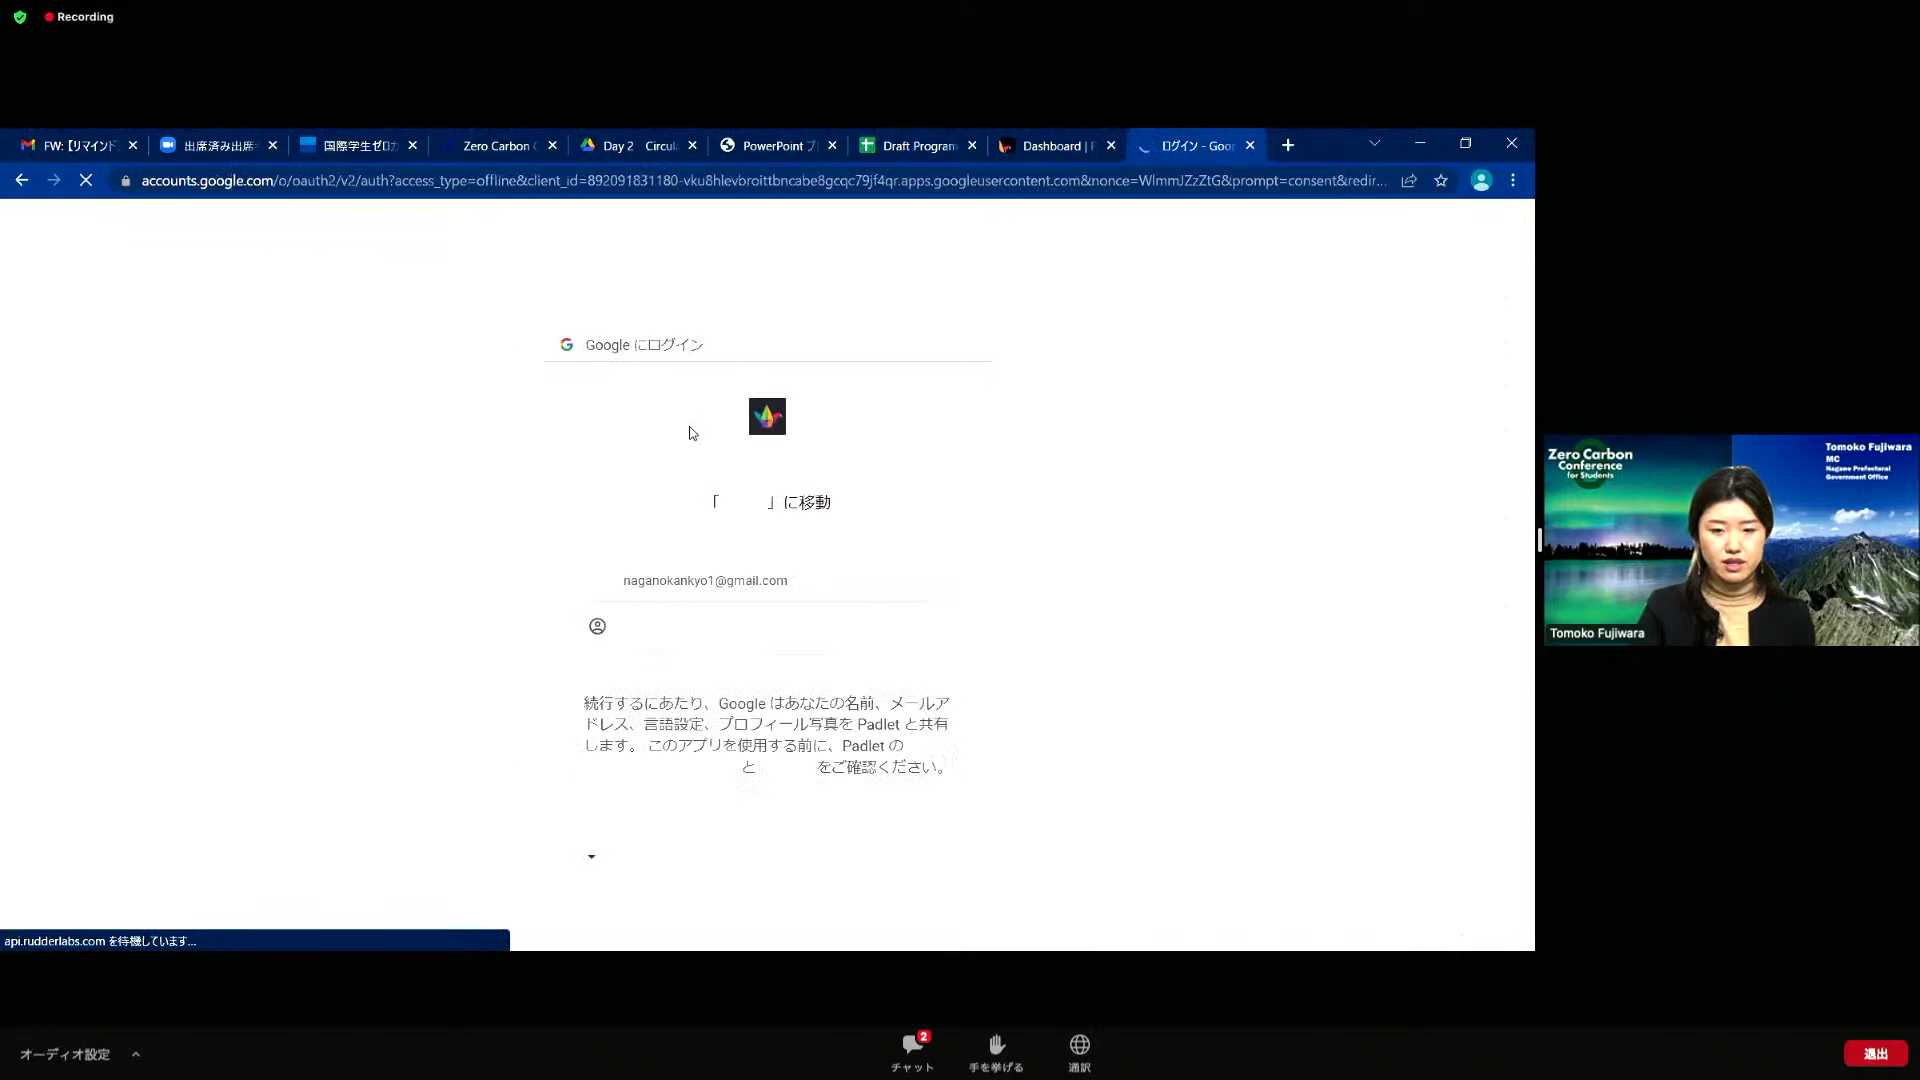 Recording
FW: 【リマインド
出席済み出席
国際学生ゼロカ
Zero Carbon C
Day 2 Circul
PowerPoint プ
Draft Program
Dashboard | P
ログイン - Goo
accounts.google.com/o/oauth2/v2/auth?access_type=offline&client_id=892091831180-vku8hlevbroittbncabe8gcqc79jf4qr.apps.googleusercontent.com&nonce=WlmmJZzZtG&prompt=consent&redir...
Google にログイン
「 」に移動
naganokankyo1@gmail.com
続行するにあたり、Google はあなたの名前、メールア
ドレス、言語設定、プロフィール写真を Padlet と共有
します。 このアプリを使用する前に、Padlet の
と をご確認ください。
api.rudderlabs.com を待機しています...
Zero Carbon
Conference
for Students
Tomoko Fujiwara
MC
Nagano Prefectoral
Government Office
Tomoko Fujiwara
オーディオ設定
2
チャット
手を挙げる
通訳
退出